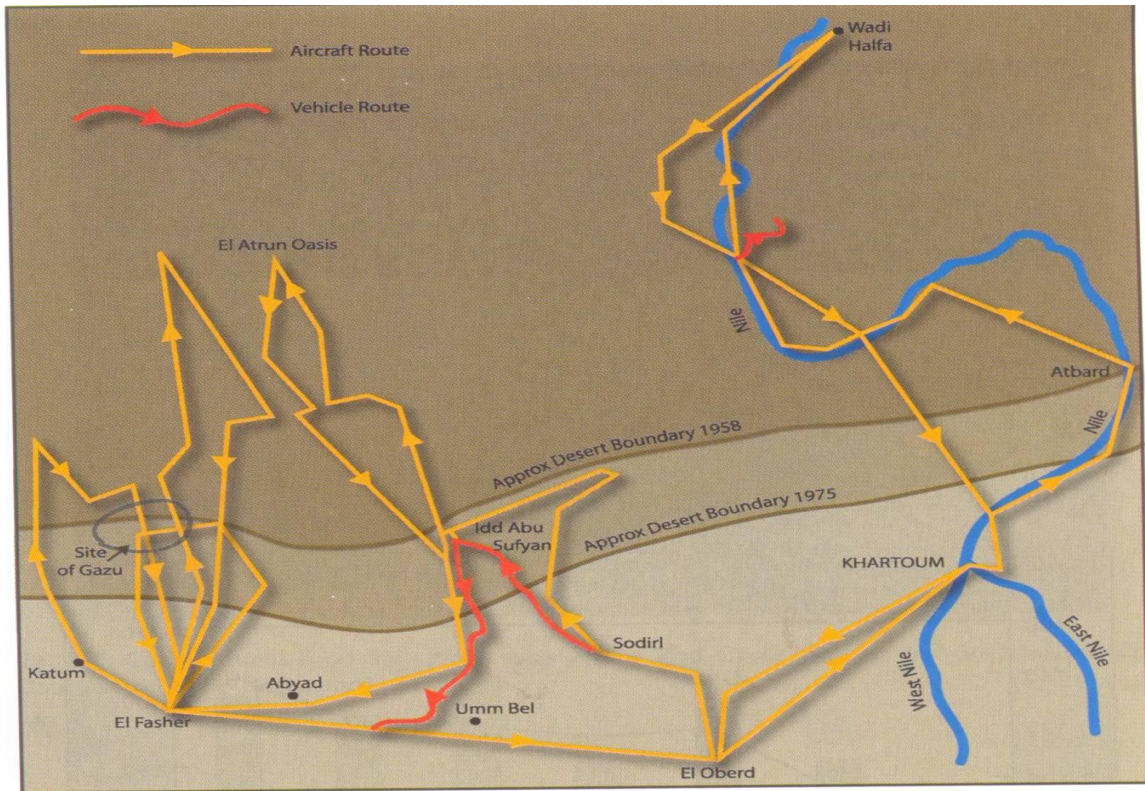 Aircraft Route
Vehicle Route
Wadi
Halfa
El Atrun Oasis
Nile
Atbard
Nile
Approx Desert Boundary 1958
Approx Desert Boundary 1975
Idd Abu
Sufyan
Site
of Gazu
KHARTOUM
Sodirl
East Nile
West Nile
Katum
Abyad
Umm Bel
El Fasher
El Oberd